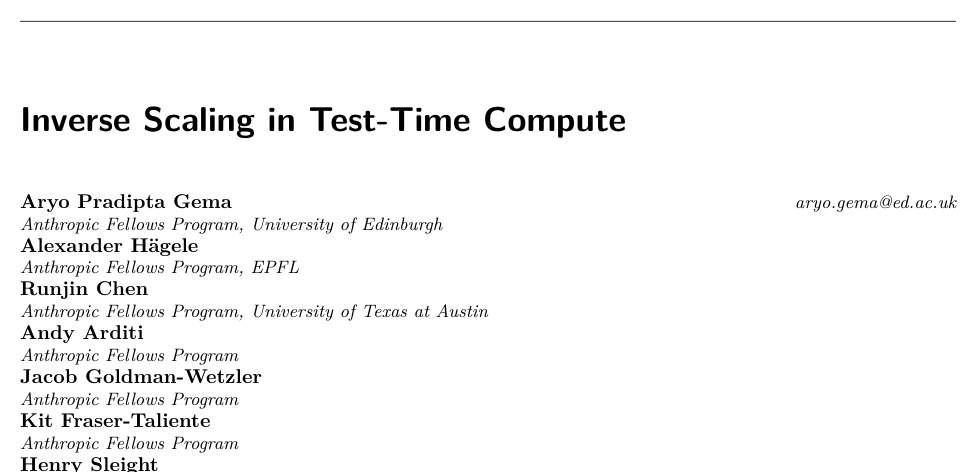 Inverse Scaling in Test-Time Compute
Aryo Pradipta Gema aryo.gema@ed.ac.uk
Anthropic Fellows Program, University of Edinburgh
Alexander Hägele
Anthropic Fellows Program, EPFL
Runjin Chen
Anthropic Fellows Program, University of Texas at Austin
Andy Arditi
Anthropic Fellows Program
Jacob Goldman-Wetzler
Anthropic Fellows Program
Kit Fraser-Taliente
Anthropic Fellows Program
Henry Sleight